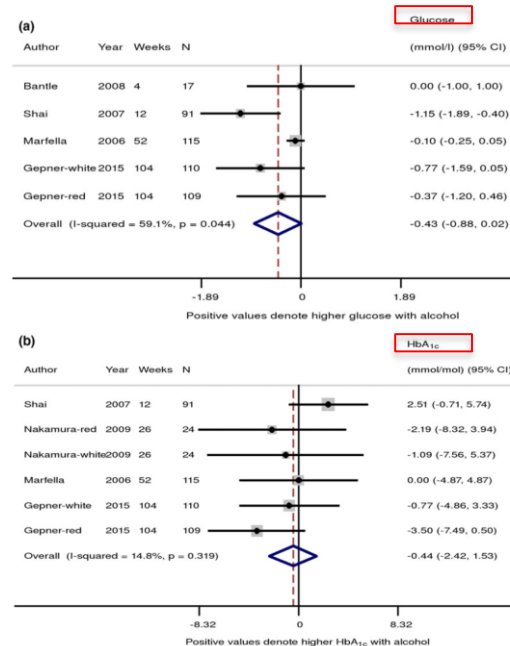 (a)
Glucose
Author Year Weeks N (mmol/l) (95% CI)
Bantle 2008 4 17 0.00 (-1.00, 1.00)
Shai 2007 12 91 -1.15 (-1.89, -0.40)
Marfella 2006 52 115 -0.10 (-0.25, 0.05)
Gepner-white 2015 104 110 -0.77 (-1.59, 0.05)
Gepner-red 2015 104 109 -0.37 (-1.20, 0.46)
Overall (I-squared = 59.1%, p = 0.044) -0.43 (-0.88, 0.02)
-1.89 0 1.89
Positive values denote higher glucose with alcohol
(b)
HbA1c
Author Year Weeks N (mmol/mol) (95% CI)
Shai 2007 12 91 2.51 (-0.71, 5.74)
Nakamura-red 2009 26 24 -2.19 (-8.32, 3.94)
Nakamura-white2009 26 24 -1.09 (-7.56, 5.37)
Marfella 2006 52 115 0.00 (-4.87, 4.87)
Gepner-white 2015 104 110 -0.77 (-4.86, 3.33)
Gepner-red 2015 104 109 -3.50 (-7.49, 0.50)
Overall (I-squared = 14.8%, p = 0.319) -0.44 (-2.42, 1.53)
-8.32 0 8.32
Positive values denote higher HbA1c with alcohol